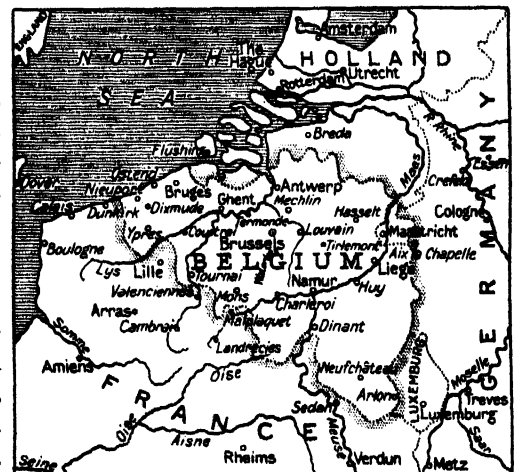 ENGLAND
NORTH
SEA
Amsterdam
The Hague
HOLLAND
Rotterdam
Utrecht
Breda
Rhine
Essen
GERMANY
Flushing
Dover
Ostend
Nieuport
Bruges
Antwerp
Maas
Crefeld
Calais
Dunkirk
Dixmude
Ghent
Mechlin
Hasselt
Cologne
Termonde
Ypres
Courtrai
Brussels
Louvain
Maastricht
Boulogne
Tirlemont
Aix
Chapelle
Lys
Lille
BELGIUM
Liege
Tournai
Namur
Huy
Valenciennes
Mons
Charleroi
Arras
Cambrai
Malplaquet
Dinant
Somme
Landrecies
Amiens
Oise
Neufchâteau
LUXEMBURG
Moselle
Arlon
Treves
FRANCE
Sedan
Luxemburg
Oise
Aisne
Meuse
Saar
Seine
Rheims
Verdun
Metz